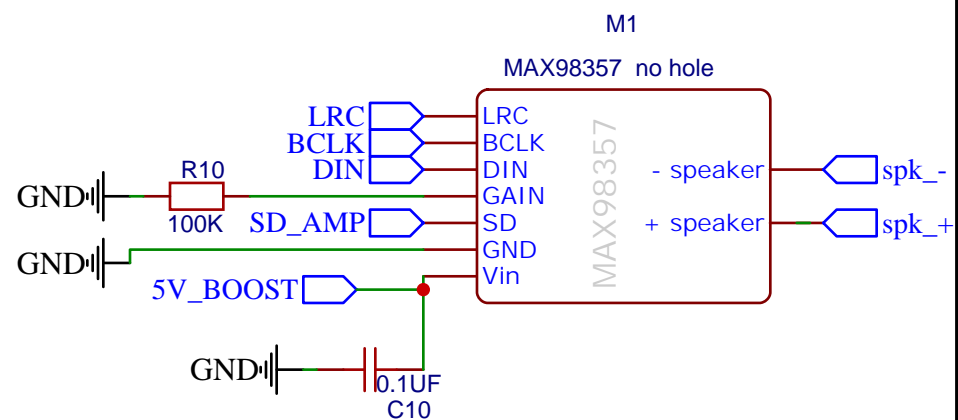 M1
MAX98357 no hole
LRC
BCLK
DIN
R10
GND
100K
SD_AMP
GND
5V_BOOST
GND
0.1UF
C10
LRC
BCLK
DIN
GAIN
SD
GND
Vin
MAX98357
- speaker
+ speaker
spk_-
spk_+